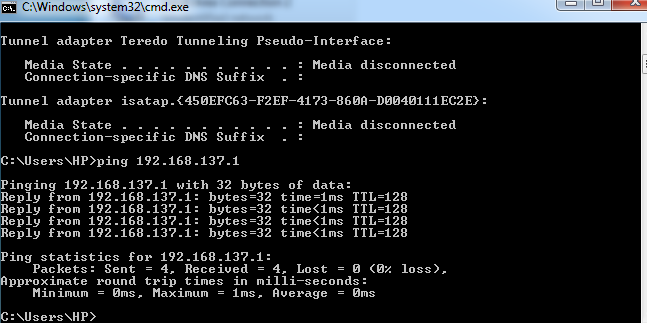 C:\Windows\system32\cmd.exe
Tunnel adapter Teredo Tunneling Pseudo-Interface:
   Media State . . . . . . . . . . . : Media disconnected
   Connection-specific DNS Suffix  . :
Tunnel adapter isatap.{450EFC63-F2EF-4173-860A-D0040111EC2E}:
   Media State . . . . . . . . . . . : Media disconnected
   Connection-specific DNS Suffix  . :
C:\Users\HP>ping 192.168.137.1
Pinging 192.168.137.1 with 32 bytes of data:
Reply from 192.168.137.1: bytes=32 time=1ms TTL=128
Reply from 192.168.137.1: bytes=32 time<1ms TTL=128
Reply from 192.168.137.1: bytes=32 time<1ms TTL=128
Reply from 192.168.137.1: bytes=32 time<1ms TTL=128
Ping statistics for 192.168.137.1:
    Packets: Sent = 4, Received = 4, Lost = 0 (0% loss),
Approximate round trip times in milli-seconds:
    Minimum = 0ms, Maximum = 1ms, Average = 0ms
C:\Users\HP>